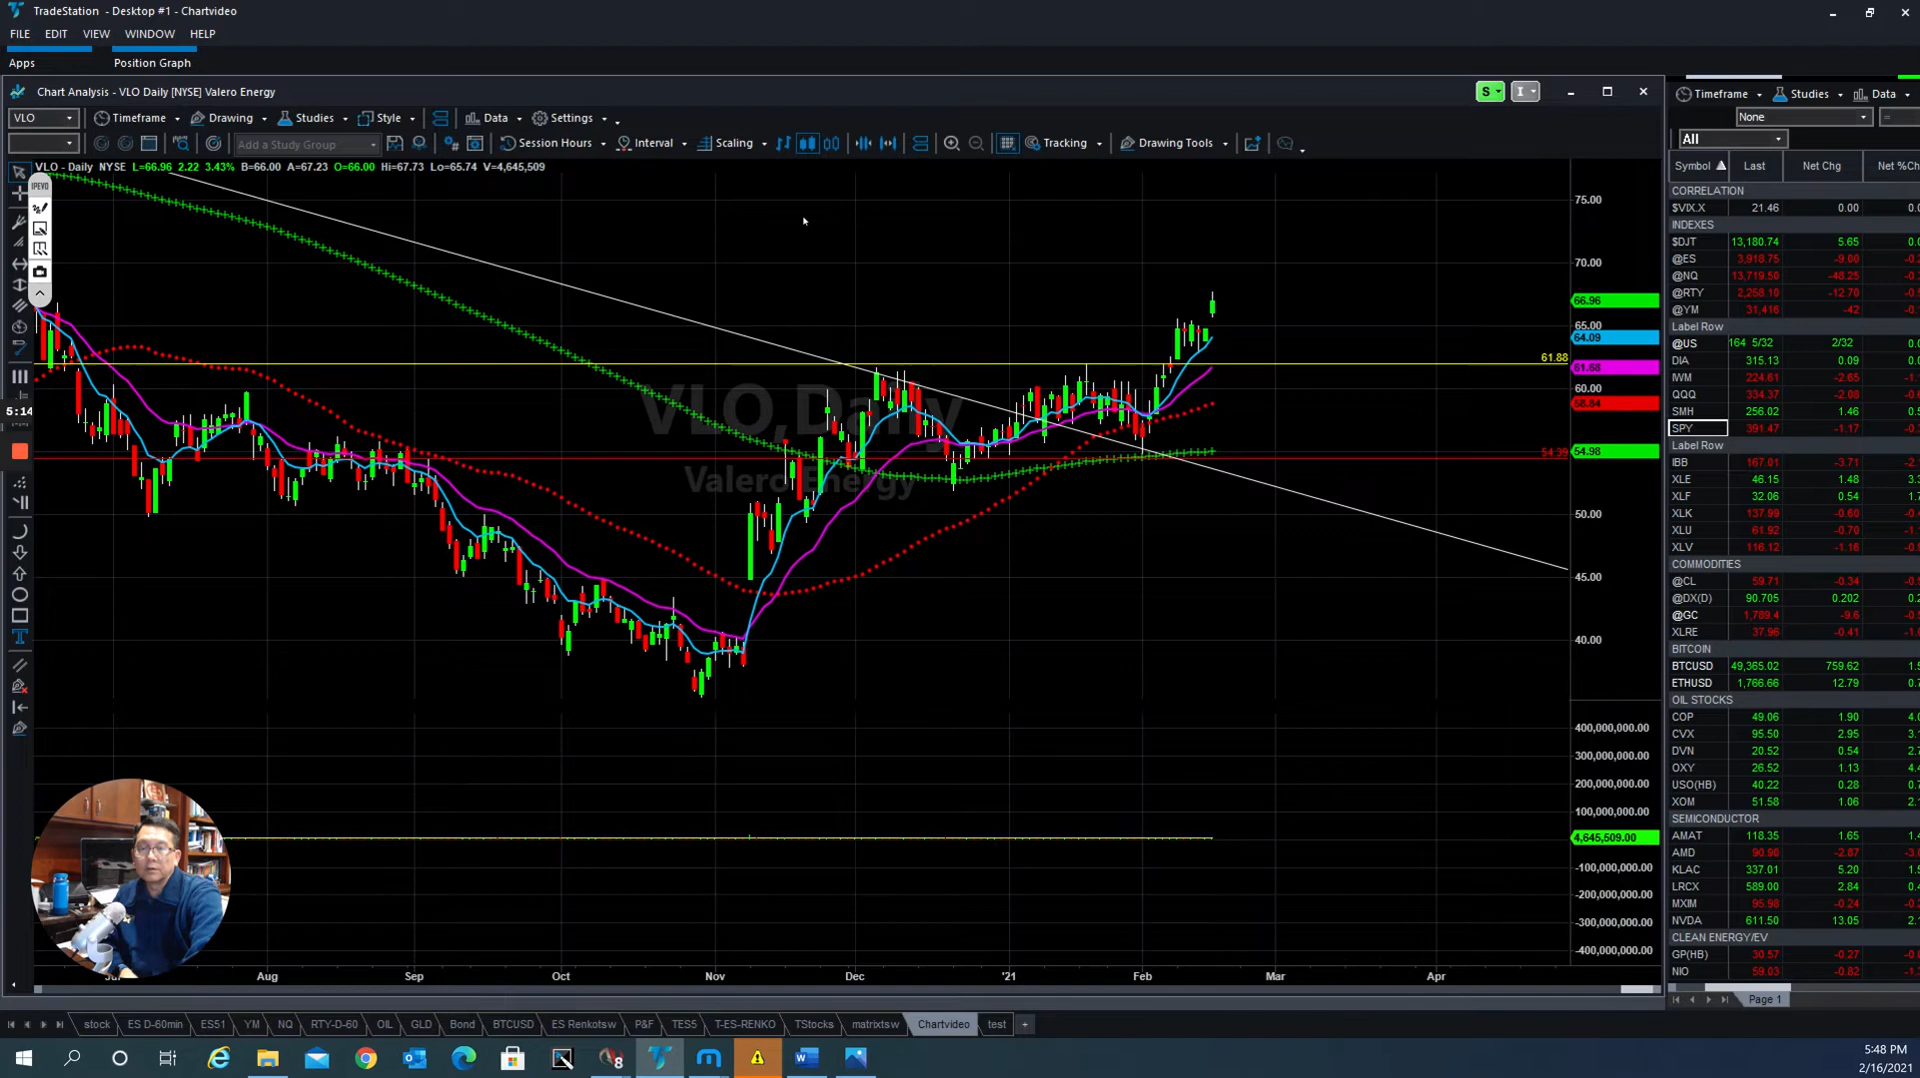 TradeStation - Desktop #1 - Chartvideo
FILE EDIT VIEW WINDOW HELP
Apps Position Graph
Chart Analysis - VLO Daily [NYSE] Valero Energy
S I
VLO Timeframe Drawing Studies Style Data Settings
Add a Study Group Session Hours Interval Scaling Tracking Drawing Tools
VLO - Daily NYSE L=66.96 2.22 3.43% B=66.00 A=67.23 O=66.00 Hi=67.73 Lo=65.74 V=4,645,509
IPEVO
5:14
VLO,Daily
Valero Energy
75.00
70.00
66.96
65.00
64.09
61.88
61.68
60.00
58.84
54.39 54.98
50.00
45.00
40.00
400,000,000.00
300,000,000.00
200,000,000.00
100,000,000.00
4,645,509.00
-100,000,000.00
-200,000,000.00
-300,000,000.00
-400,000,000.00
Aug Sep Oct Nov Dec '21 Feb Mar Apr
Timeframe Studies Data
None
All
Symbol Last Net Chg Net %Ch
CORRELATION
$VIX.X 21.46 0.00
INDEXES
$DJT 13,180.74 5.65
@ES 3,918.75 -9.00
@NQ 13,719.50 -48.25
@RTY 2,258.10 -12.70
@YM 31,416 -42
Label Row
@US 164 5/32 2/32
DIA 315.13 0.09
IWM 224.61 -2.65
QQQ 334.37 -2.08
SMH 256.02 1.46
SPY 391.47 -1.17
Label Row
IBB 167.01 -3.71
XLE 46.15 1.48
XLF 32.06 0.54
XLK 137.99 -0.60
XLU 61.92 -0.70
XLV 116.12 -1.16
COMMODITIES
@CL 59.71 -0.34
@DX(D) 90.705 0.202
@GC 1,789.4 -9.6
XLRE 37.96 -0.41
BITCOIN
BTCUSD 49,365.02 759.62
ETHUSD 1,766.66 12.79
OIL STOCKS
COP 49.06 1.90
CVX 95.50 2.95
DVN 20.52 0.54
OXY 26.52 1.13
USO(HB) 40.22 0.28
XOM 51.58 1.06
SEMICONDUCTOR
AMAT 118.35 1.65
AMD 90.90 -2.87
KLAC 337.01 5.20
LRCX 589.00 2.84
MXIM 95.98 -0.24
NVDA 611.50 13.05
CLEAN ENERGY/EV
GP(HB) 30.57 -0.27
NIO 59.03 -0.82
Page 1
stock ES D-60min ES51 YM NQ RTY-D-60 OIL GLD Bond BTCUSD ES Renkotsw P&F TES5 T-ES-RENKO TStocks matrixtsw Chartvideo test +
5:48 PM
2/16/2021